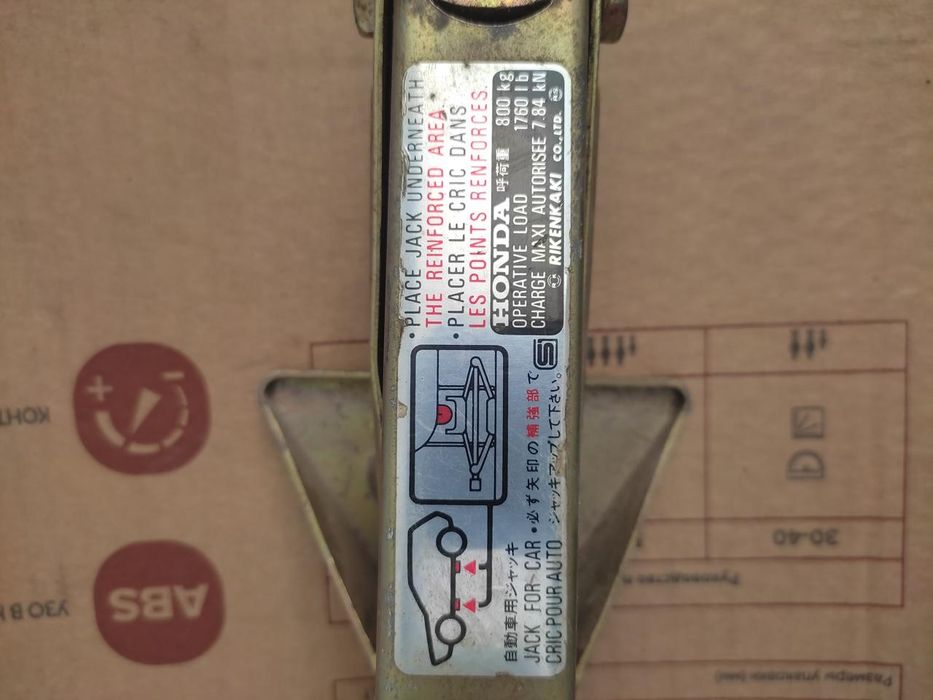 • PLACE JACK UNDERNEATH
THE REINFORCED AREA
• PLACER LE CRIC DANS
LES POINTS RENFORCES.
HONDA 呼荷重 800 kg
OPERATIVE LOAD 1760 lb
CHARGE MAXI AUTORISEE 7.84 kN
RIKENKAKI CO.,LTD.
自動車用ジャッキ
JACK FOR CAR
CRIC POUR AUTO
• 必ず矢印の補強部で
ジャッキアップして下さい。
ABS
30-40
Размеры упаковки (мм)